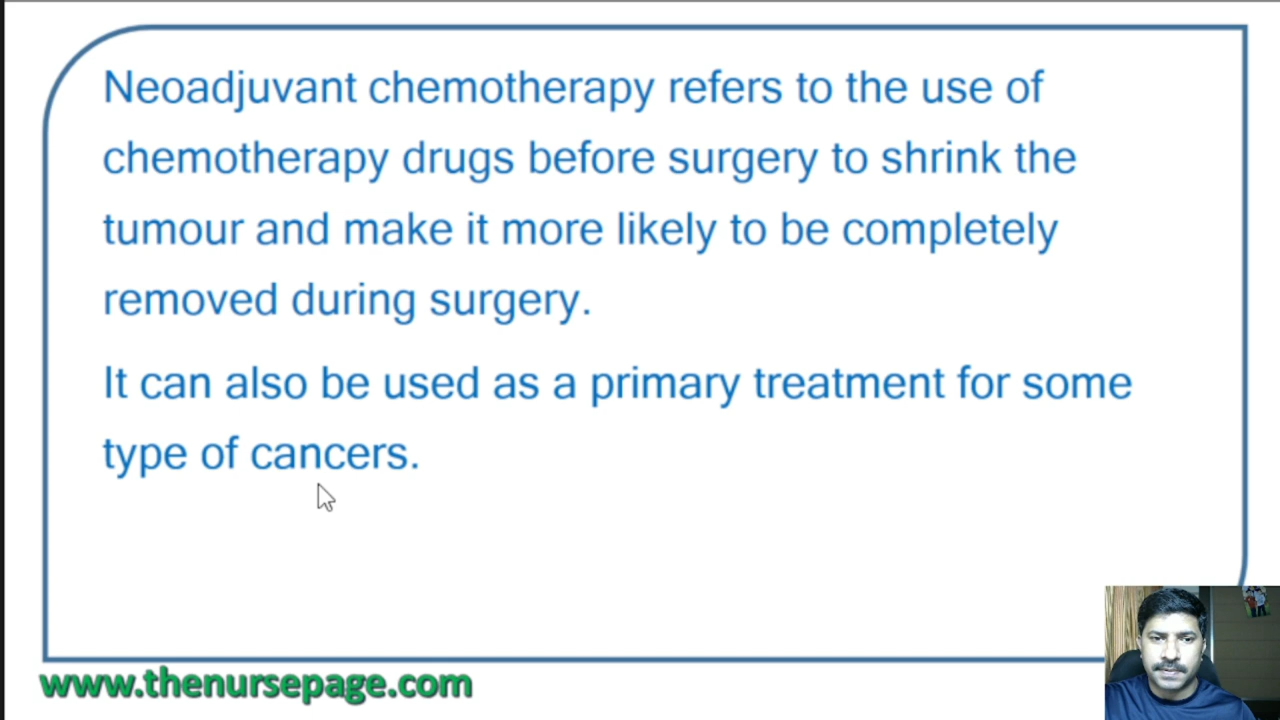 Neoadjuvant chemotherapy refers to the use of
chemotherapy drugs before surgery to shrink the
tumour and make it more likely to be completely
removed during surgery.
It can also be used as a primary treatment for some
type of cancers.
www.thenursepage.com